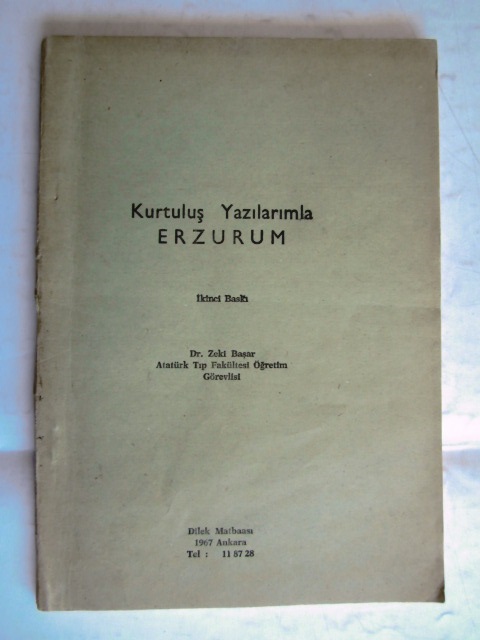 Kurtuluş Yazılarımla
ERZURUM
İkinci Baskı
Dr. Zeki Başar
Atatürk Tıp Fakültesi Öğretim
Görevlisi
Dilek Matbaası
1967 Ankara
Tel : 11 57 28